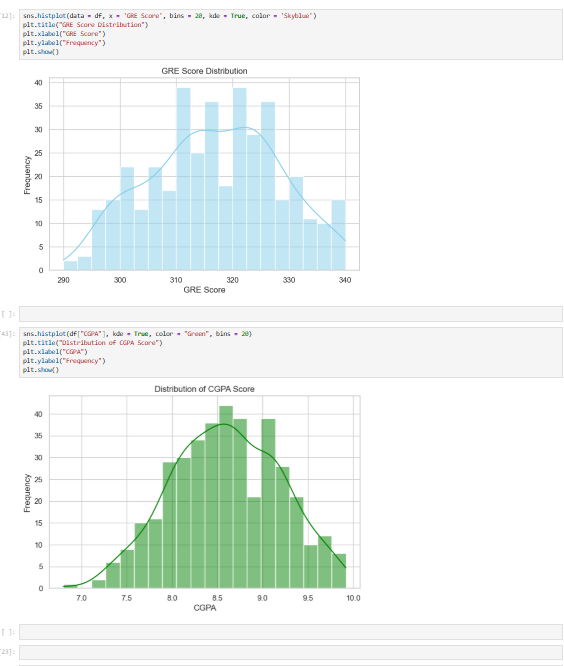 12]:
sns.histplot(data = df, x = "GRE Score", bins = 20, kde = True, color = "Skyblue")
plt.title("GRE Score Distribution")
plt.xlabel("GRE Score")
plt.ylabel("Frequency")
plt.show()
GRE Score Distribution
40
35
30
25
20
15
10
5
0
Frequency
290 300 310 320 330 340
GRE Score
[ ]:
43]:
sns.histplot(df["CGPA"], kde = True, color = "Green", bins = 20)
plt.title("Distribution of CGPA Score")
plt.xlabel("CGPA")
plt.ylabel("Frequency")
plt.show()
Distribution of CGPA Score
40
35
30
25
20
15
10
5
0
Frequency
7.0 7.5 8.0 8.5 9.0 9.5 10.0
CGPA
[ ]:
23]: